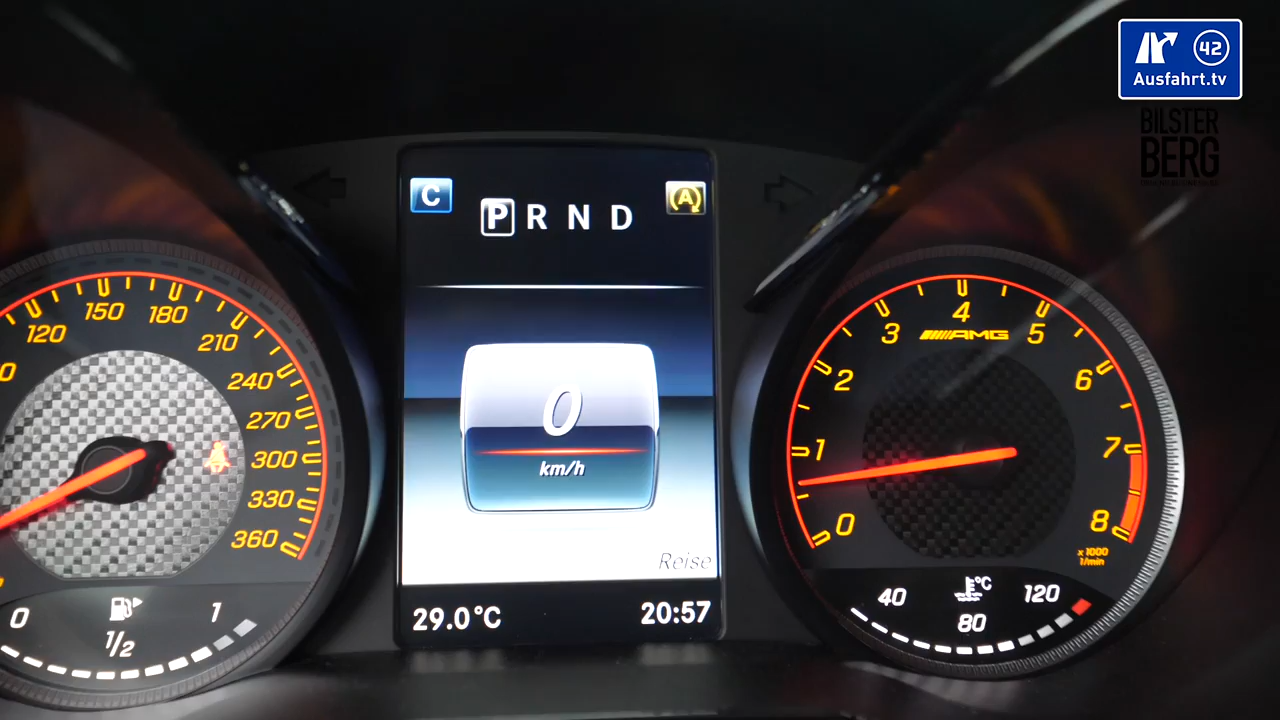 42
Ausfahrt.tv
BILSTER
BERG
C
P R N D
A
120
150
180
210
240
270
300
330
360
0
1/2
1
0
km/h
Reise
29.0°C
20:57
0
1
2
3
4
5
6
7
8
AMG
x 1000
1/min
40
°C
80
120